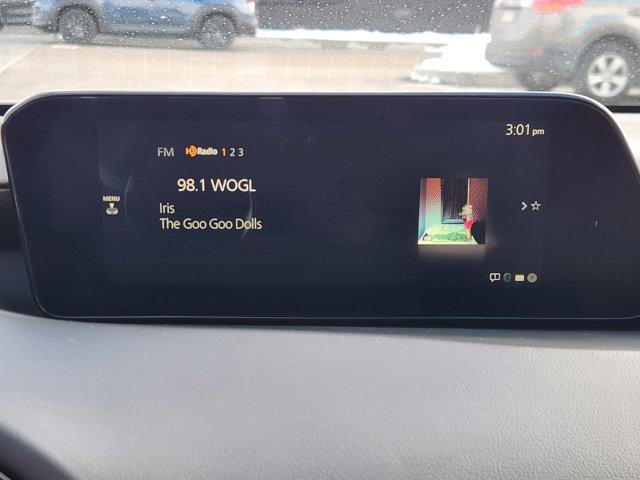 3:01 pm
FM HD Radio 1 2 3
98.1 WOGL
MENU
Iris
The Goo Goo Dolls